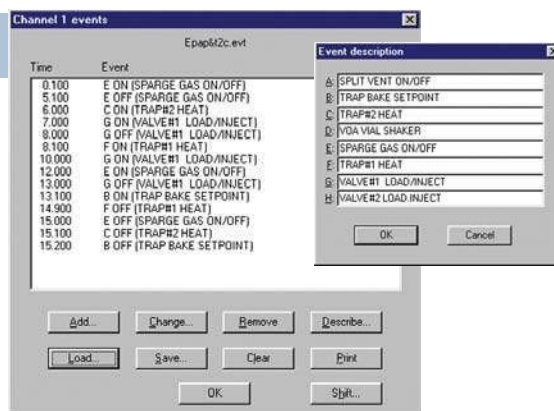 Channel 1 events
Epap&t2c.evt
Time Event
0.100 E ON (SPARGE GAS ON/OFF)
5.100 E OFF (SPARGE GAS ON/OFF)
6.000 C ON (TRAP#2 HEAT)
7.000 G ON (VALVE#1 LOAD/INJECT)
8.000 G OFF (VALVE#1 LOAD/INJECT)
8.100 F ON (TRAP#1 HEAT)
10.000 G ON (VALVE#1 LOAD/INJECT)
12.000 E ON (SPARGE GAS ON/OFF)
13.000 G OFF (VALVE#1 LOAD/INJECT)
13.100 B ON (TRAP BAKE SETPOINT)
14.900 F OFF (TRAP#1 HEAT)
15.000 E OFF (SPARGE GAS ON/OFF)
15.100 C OFF (TRAP#2 HEAT)
15.200 B OFF (TRAP BAKE SETPOINT)
Add... Change... Remove Describe...
Load... Save... Clear Print
OK Shift...
Event description
A: SPLIT VENT ON/OFF
B: TRAP BAKE SETPOINT
C: TRAP#2 HEAT
D: VOA VIAL SHAKER
E: SPARGE GAS ON/OFF
F: TRAP#1 HEAT
G: VALVE#1 LOAD/INJECT
H: VALVE#2 LOAD.INJECT
OK Cancel